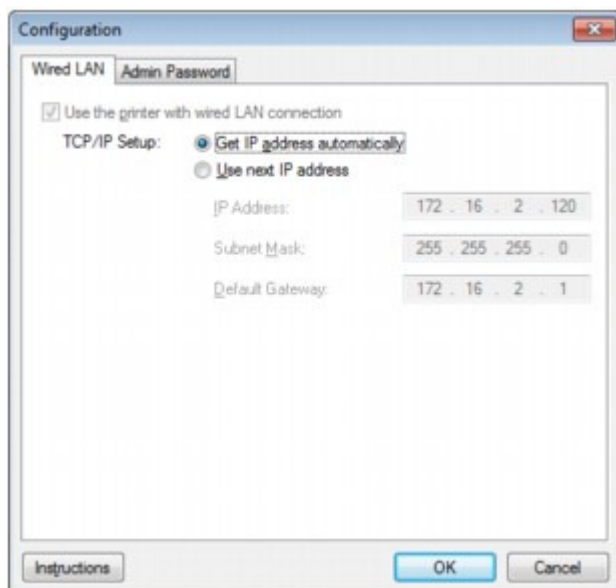 Configuration
Wired LAN
Admin Password
Use the printer with wired LAN connection
TCP/IP Setup:
Get IP address automatically
Use next IP address
IP Address: 172 . 16 . 2 . 120
Subnet Mask: 255 . 255 . 255 . 0
Default Gateway: 172 . 16 . 2 . 1
Instructions
OK
Cancel